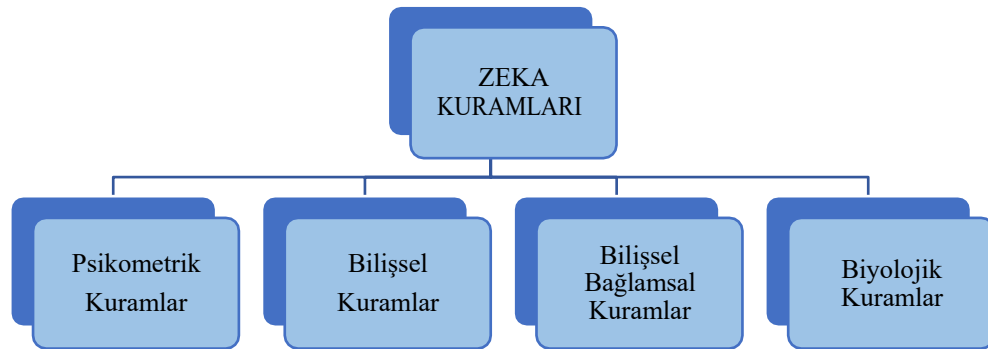 ZEKA
KURAMLARI
Psikometrik
Kuramlar
Bilişsel
Kuramlar
Bilişsel
Bağlamsal
Kuramlar
Biyolojik
Kuramlar